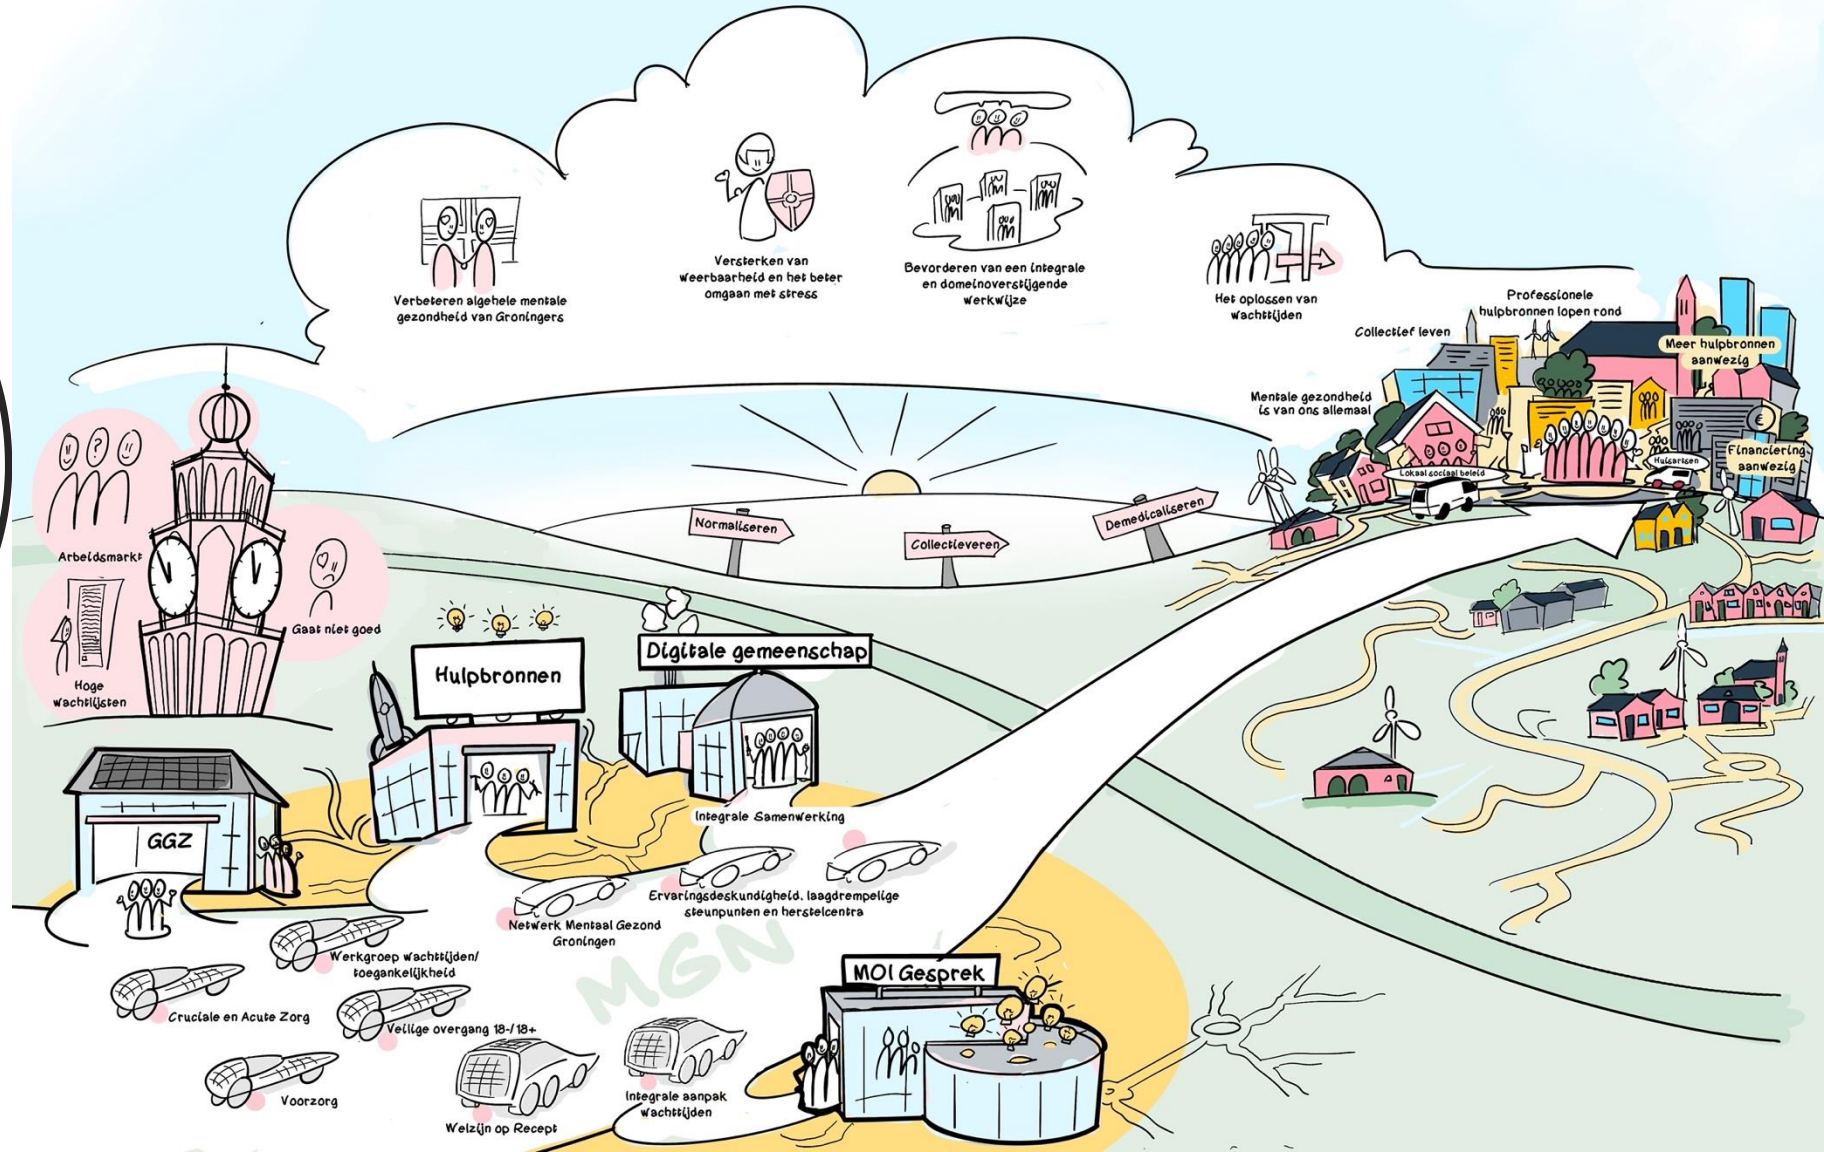 Verbeteren algehele mentale
gezondheid van Groningers
Versterken van
weerbaarheid en het beter
omgaan met stress
Bevorderen van een integrale
en domeinoverstijgende
werkwijze
Het oplossen van
wachttijden
Professionele
hulpbronnen lopen rond
Collectief leven
Meer hulpbronnen
aanwezig
Mentale gezondheid
is van ons allemaal
Lokaal sociaal beleid
Huisartsen
€
Financiering
aanwezig
Normaliseren
Collectieveren
Demedicaliseren
?
Arbeidsmarkt
Gaat niet goed
Hoge
wachtlijsten
Hulpbronnen
Digitale gemeenschap
GGZ
Integrale Samenwerking
Ervaringsdeskundigheid, laagdrempelige
steunpunten en herstelcentra
Netwerk Mentaal Gezond
Groningen
Werkgroep wachttijden/
toegankelijkheid
Cruciale en Acute Zorg
Veilige overgang 18-/18+
Voorzorg
Welzijn op Recept
Integrale aanpak
wachttijden
MGN
MOI Gesprek